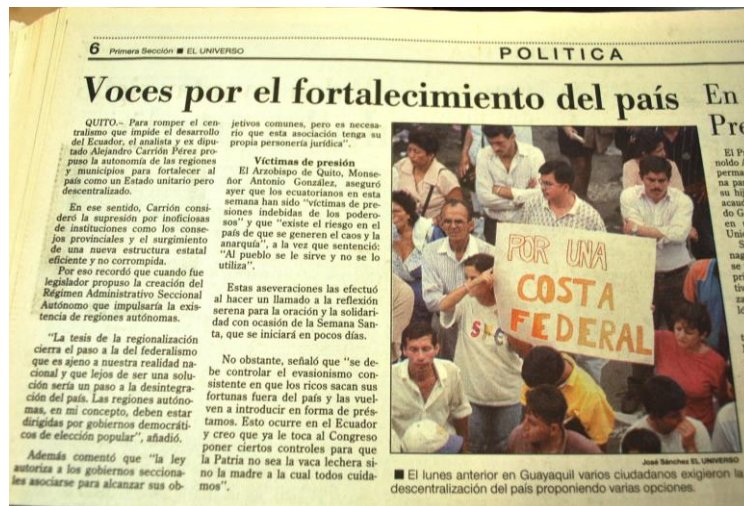 6 Primera Sección ■ EL UNIVERSO
POLITICA
Voces por el fortalecimiento del país
QUITO.– Para romper el cen-
tralismo que impide el desarrollo
del Ecuador, el analista y ex dipu-
tado Alejandro Carrión Pérez pro-
puso la autonomía de las regiones
y municipios para fortalecer al
país como un Estado unitario pero
descentralizado.
En ese sentido, Carrión consi-
deró la supresión por inoficiosas
de instituciones como los conse-
jos provinciales y el surgimiento
de una nueva estructura estatal
eficiente y no corrompida.
Por eso recordó que cuando fue
legislador propuso la creación del
Régimen Administrativo Seccional
Autónomo que impulsaría la exis-
tencia de regiones autónomas.
"La tesis de la regionalización
cierra el paso a la del federalismo
que es ajeno a nuestra realidad na-
cional y que lejos de ser una solu-
ción sería un paso a la desintegra-
ción del país. Las regiones autóno-
mas, en mi concepto, deben estar
dirigidas por gobiernos democráti-
cos de elección popular", añadió.
Además comentó que "la ley
autoriza a los gobiernos secciona-
les asociarse para alcanzar sus ob-
jetivos comunes, pero es necesa-
rio que esta asociación tenga su
propia personería jurídica".
Víctimas de presión
El Arzobispo de Quito, Monse-
ñor Antonio González, aseguró
ayer que los ecuatorianos en esta
semana han sido "víctimas de pre-
siones indebidas de los podero-
sos" y que "existe el riesgo en el
país de que se generen el caos y la
anarquía", a la vez que sentenció:
"Al pueblo se le sirve y no se lo
utiliza".
Estas aseveraciones las efectuó
al hacer un llamado a la reflexión
serena para la oración y la solidari-
dad con ocasión de la Semana San-
ta, que se iniciará en pocos días.
No obstante, señaló que "se de-
be controlar el evasionismo con-
sistente en que los ricos sacan sus
fortunas fuera del país y las vuel-
ven a introducir en forma de prés-
tamos. Esto ocurre en el Ecuador
y creo que ya le toca al Congreso
poner ciertos controles para que
la Patria no sea la vaca lechera si-
no la madre a la cual todos cuida-
mos".
POR UNA
COSTA
FEDERAL
José Sánchez EL UNIVERSO
■ El lunes anterior en Guayaquil varios ciudadanos exigieron la
descentralización del país proponiendo varias opciones.
En
Pre
El P
noldo
perma
na pa
su hi
acau
do G
en
Uni
S
nag
se
pr
tiv
za
lo